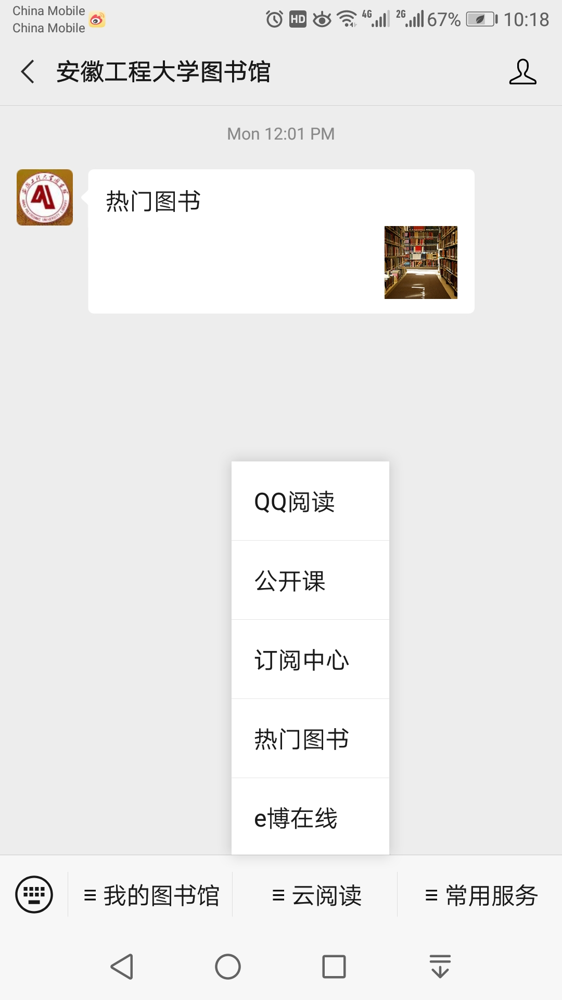 China Mobile
China Mobile
HD 4G 2G 67% 10:18
安徽工程大学图书馆
Mon 12:01 PM
热门图书
QQ阅读
公开课
订阅中心
热门图书
e博在线
我的图书馆 云阅读 常用服务